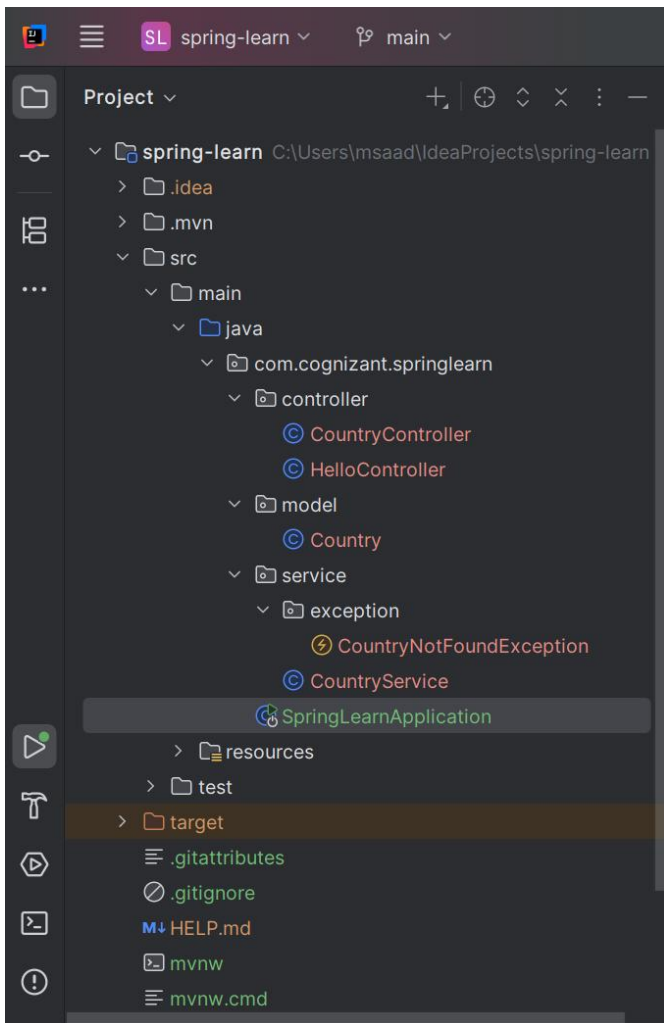 SL spring-learn main
Project
spring-learn C:\Users\msaad\IdeaProjects\spring-learn
.idea
.mvn
src
main
java
com.cognizant.springlearn
controller
CountryController
HelloController
model
Country
service
exception
CountryNotFoundException
CountryService
SpringLearnApplication
resources
test
target
.gitattributes
.gitignore
M↓ HELP.md
mvnw
mvnw.cmd